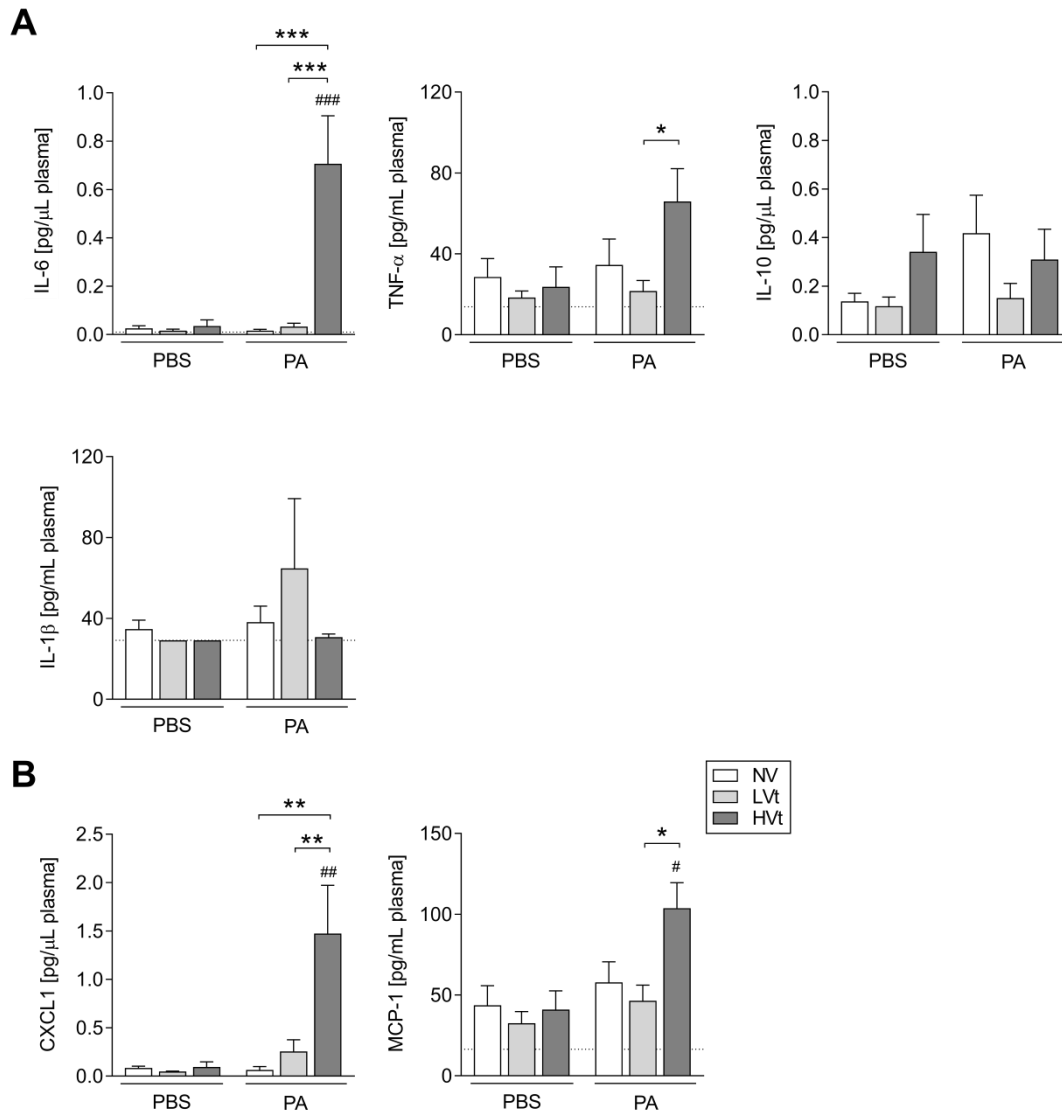 A
***
***
###
IL-6 [pg/μL plasma]
1.0
0.8
0.6
0.4
0.2
0.0
PBS
PA
*
TNF-α [pg/mL plasma]
120
80
40
0
PBS
PA
IL-10 [pg/μL plasma]
1.0
0.8
0.6
0.4
0.2
0.0
PBS
PA
IL-1β [pg/mL plasma]
120
80
40
0
PBS
PA
B
NV
LVt
HVt
**
**
##
CXCL1 [pg/μL plasma]
2.5
2.0
1.5
1.0
0.5
0.0
PBS
PA
*
#
MCP-1 [pg/mL plasma]
150
100
50
0
PBS
PA